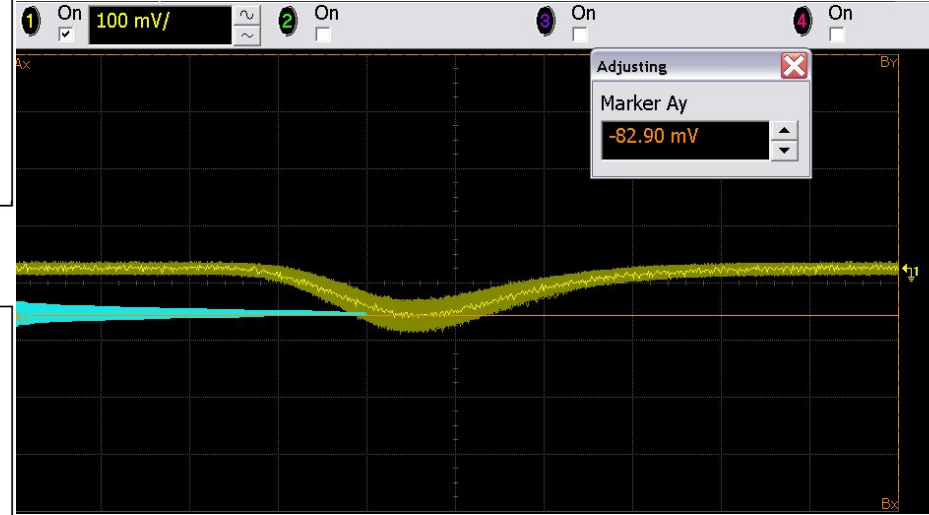 1 On 100 mV/ 2 On 3 On 4 On
Adjusting
Ax
By
Marker Ay
-82.90 mV
1
Ay
Bx